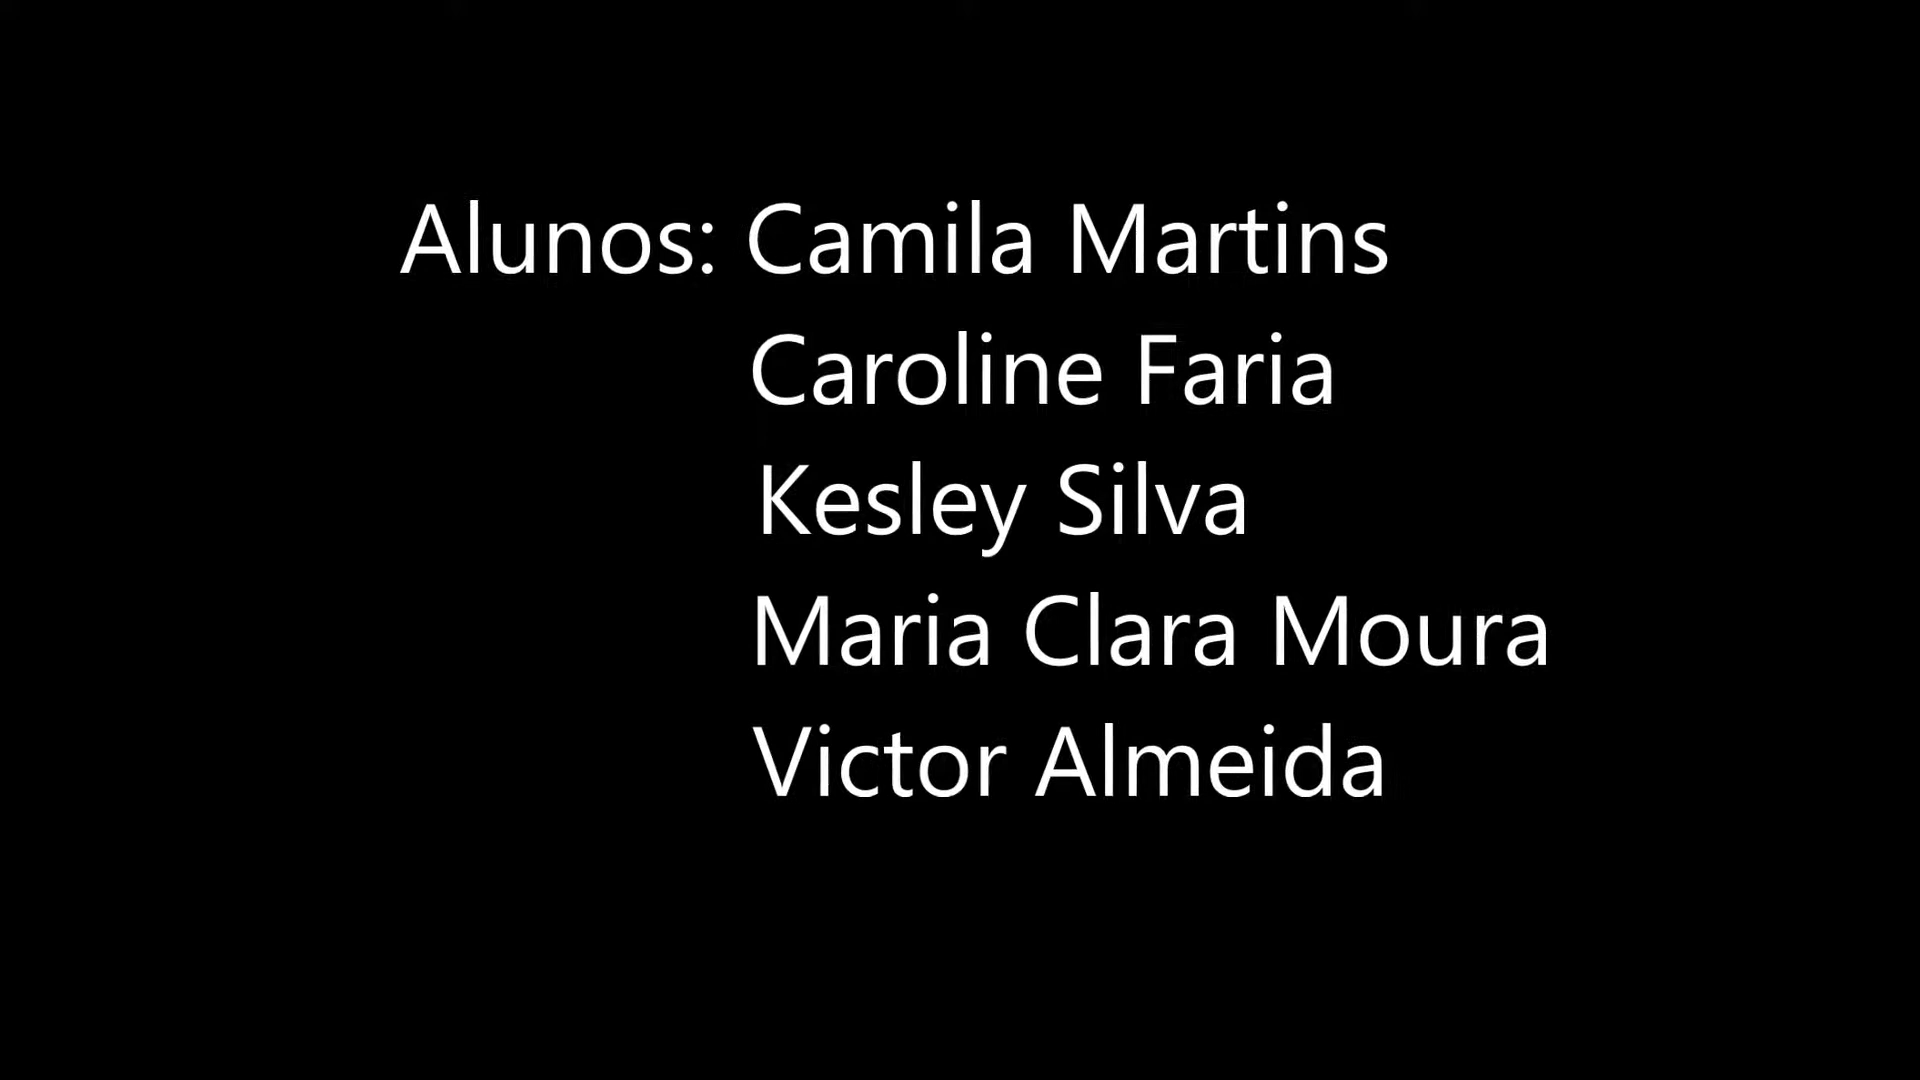 Alunos: Camila Martins
Caroline Faria
Kesley Silva
Maria Clara Moura
Victor Almeida